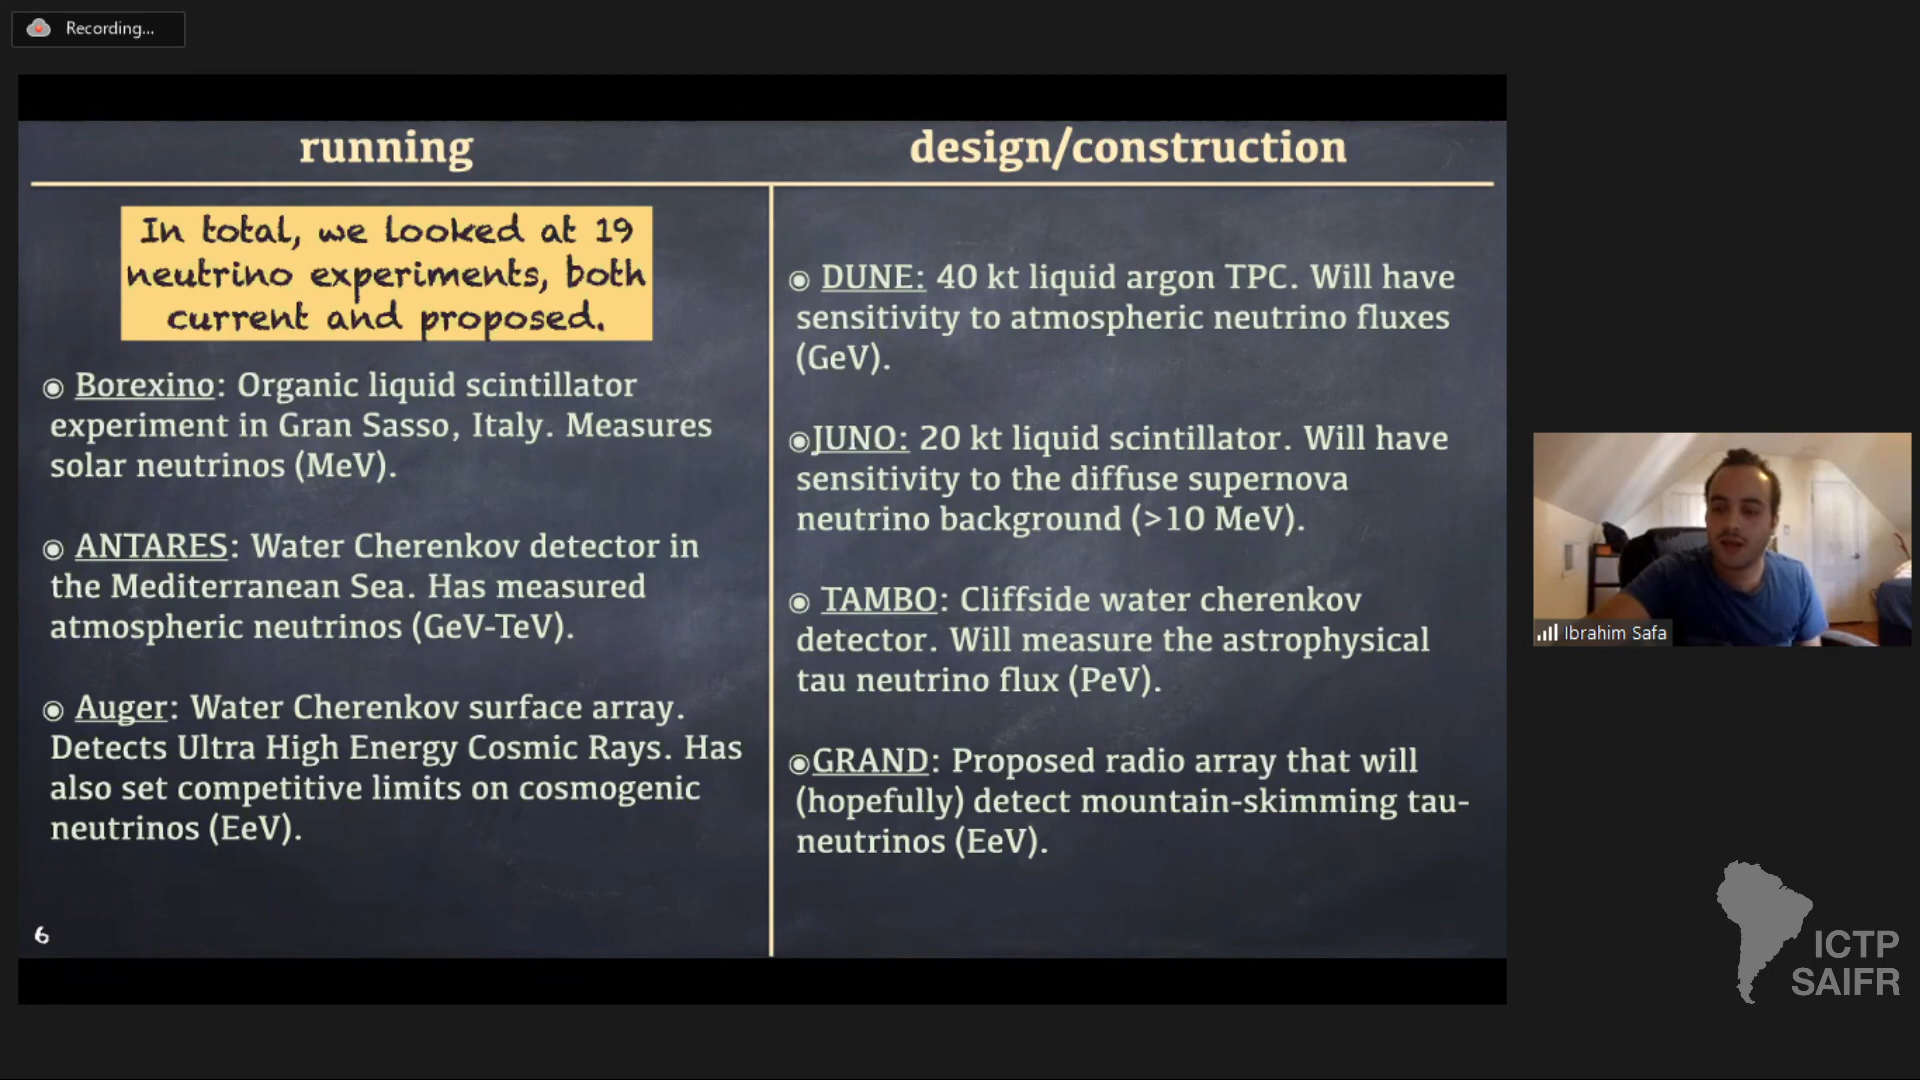 Recording...
running
In total, we looked at 19
neutrino experiments, both
current and proposed.
◉ Borexino: Organic liquid scintillator
experiment in Gran Sasso, Italy. Measures
solar neutrinos (MeV).
◉ ANTARES: Water Cherenkov detector in
the Mediterranean Sea. Has measured
atmospheric neutrinos (GeV-TeV).
◉ Auger: Water Cherenkov surface array.
Detects Ultra High Energy Cosmic Rays. Has
also set competitive limits on cosmogenic
neutrinos (EeV).
6
design/construction
◉ DUNE: 40 kt liquid argon TPC. Will have
sensitivity to atmospheric neutrino fluxes
(GeV).
◉JUNO: 20 kt liquid scintillator. Will have
sensitivity to the diffuse supernova
neutrino background (>10 MeV).
◉ TAMBO: Cliffside water cherenkov
detector. Will measure the astrophysical
tau neutrino flux (PeV).
◉GRAND: Proposed radio array that will
(hopefully) detect mountain-skimming tau-
neutrinos (EeV).
Ibrahim Safa
ICTP
SAIFR